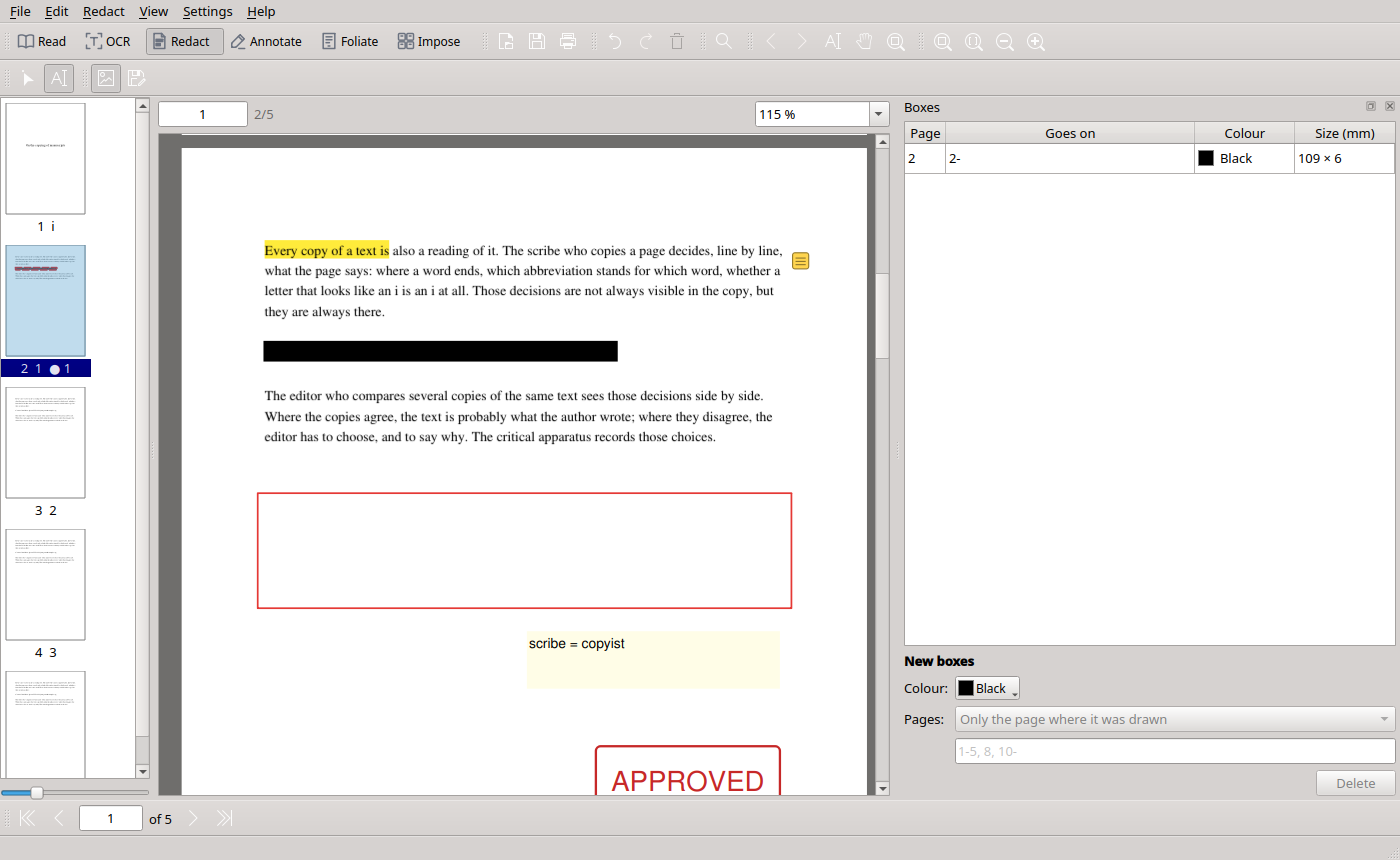 File Edit Redact View Settings Help
Read OCR Redact Annotate Foliate Impose
1 2/5 115 %
1 i
2 1 1
3 2
4 3
Every copy of a text is also a reading of it. The scribe who copies a page decides, line by line,
what the page says: where a word ends, which abbreviation stands for which word, whether a
letter that looks like an i is an i at all. Those decisions are not always visible in the copy, but
they are always there.
The editor who compares several copies of the same text sees those decisions side by side.
Where the copies agree, the text is probably what the author wrote; where they disagree, the
editor has to choose, and to say why. The critical apparatus records those choices.
scribe = copyist
APPROVED
Boxes
Page Goes on Colour Size (mm)
2 2- Black 109 × 6
New boxes
Colour: Black
Pages: Only the page where it was drawn
1-5, 8, 10-
Delete
1 of 5